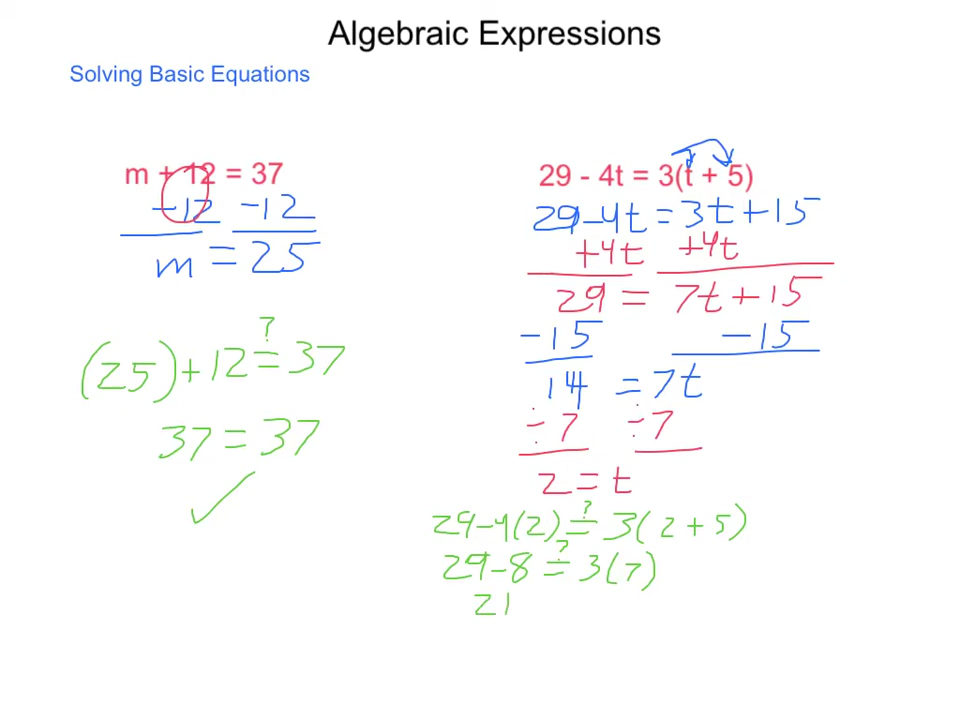 Algebraic Expressions
Solving Basic Equations
m + 12 = 37
-12 -12
m = 25
(25) + 12 ≟ 37
37 = 37
✓
29 - 4t = 3(t + 5)
29 - 4t = 3t + 15
+4t +4t
29 = 7t + 15
-15 -15
14 = 7t
÷7 ÷7
2 = t
29 - 4(2) ≟ 3(2 + 5)
29 - 8 ≟ 3(7)
21